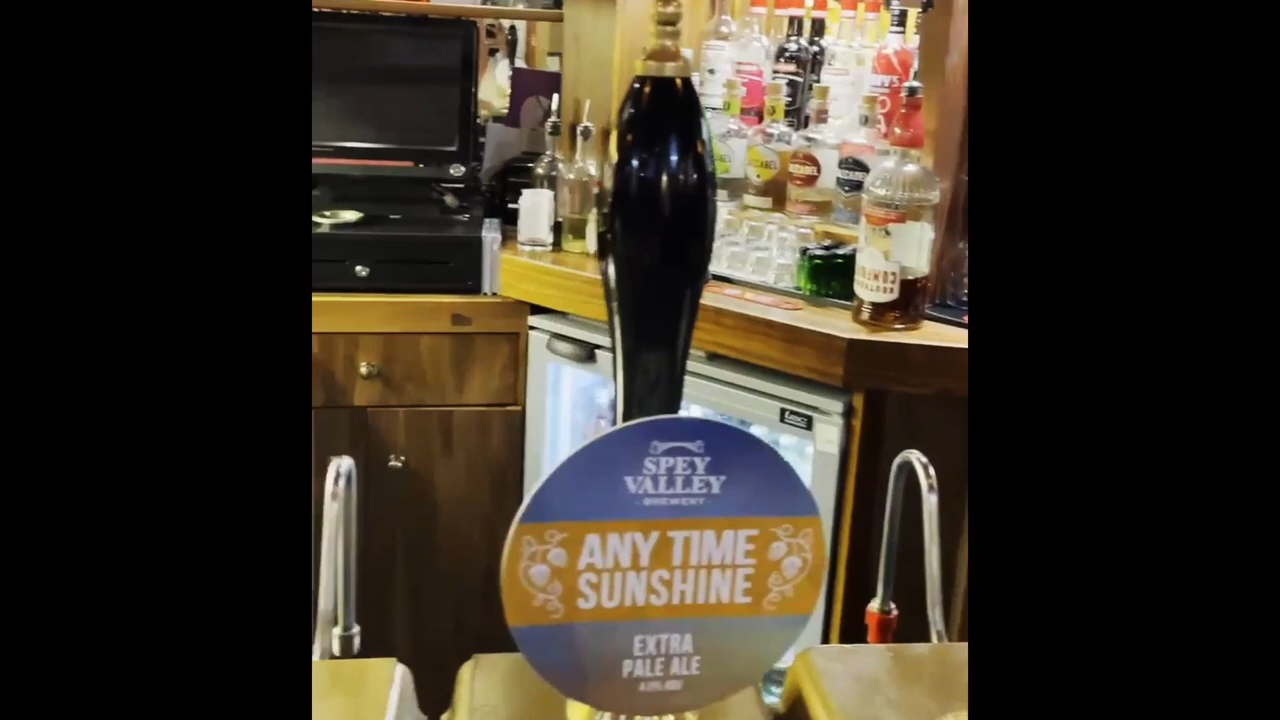 SPEY
VALLEY
BREWERY
ANY TIME
SUNSHINE
EXTRA
PALE ALE